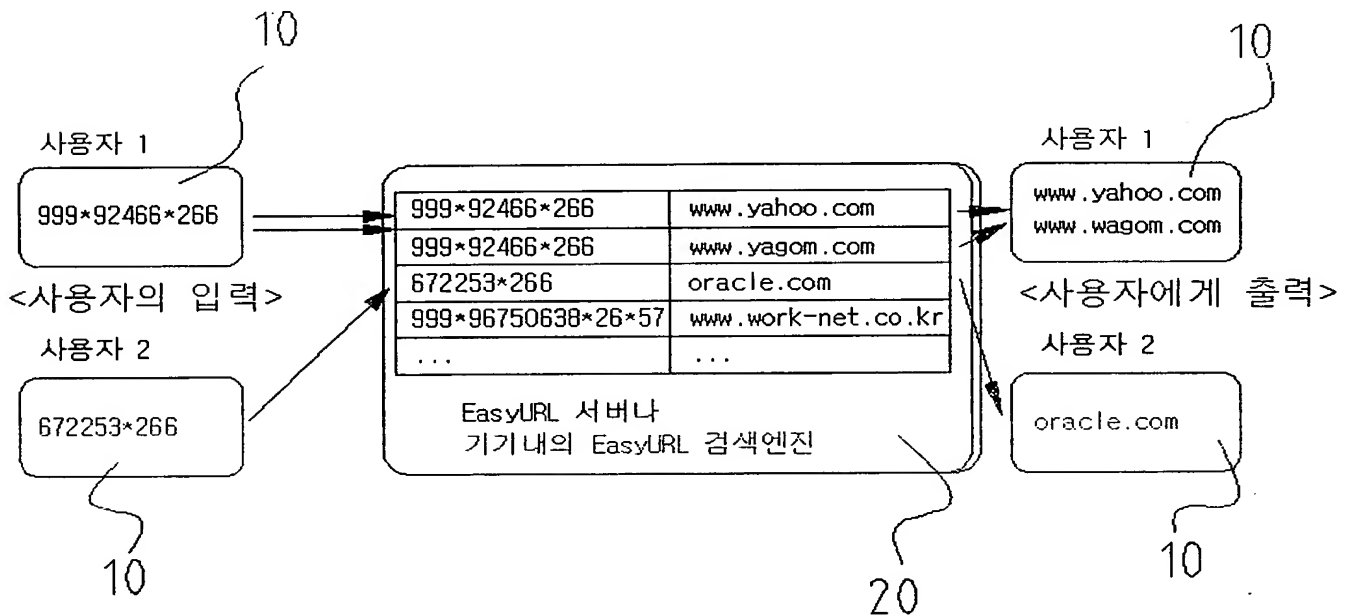 10
10
사용자 1
999*92466*266
<사용자의 입력>
사용자 2
672253*266
10
999*92466*266 www.yahoo.com
999*92466*266 www.yagom.com
672253*266 oracle.com
999*96750638*26*57 www.work-net.co.kr
... ...
EasyURL 서버나
기기내의 EasyURL 검색엔진
20
사용자 1
www.yahoo.com
www.wagom.com
<사용자에게 출력>
사용자 2
oracle.com
10